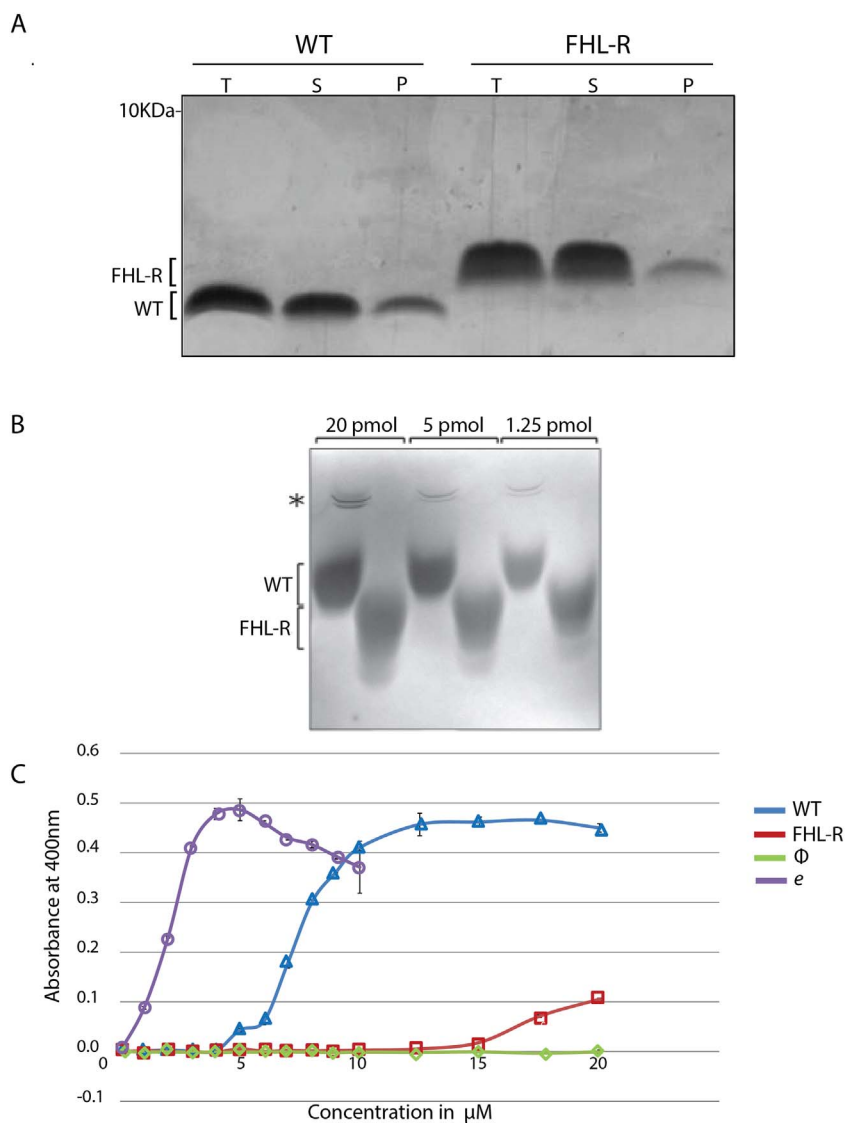 A
WT FHL-R
T S P T S P
10KDa-
FHL-R
WT
B
20 pmol 5 pmol 1.25 pmol
*
WT
FHL-R
C
0.6
0.5
0.4
0.3
0.2
0.1
0.0
-0.1
0 5 10 15 20
Absorbance at 400nm
Concentration in μM
WT
FHL-R
Φ
e